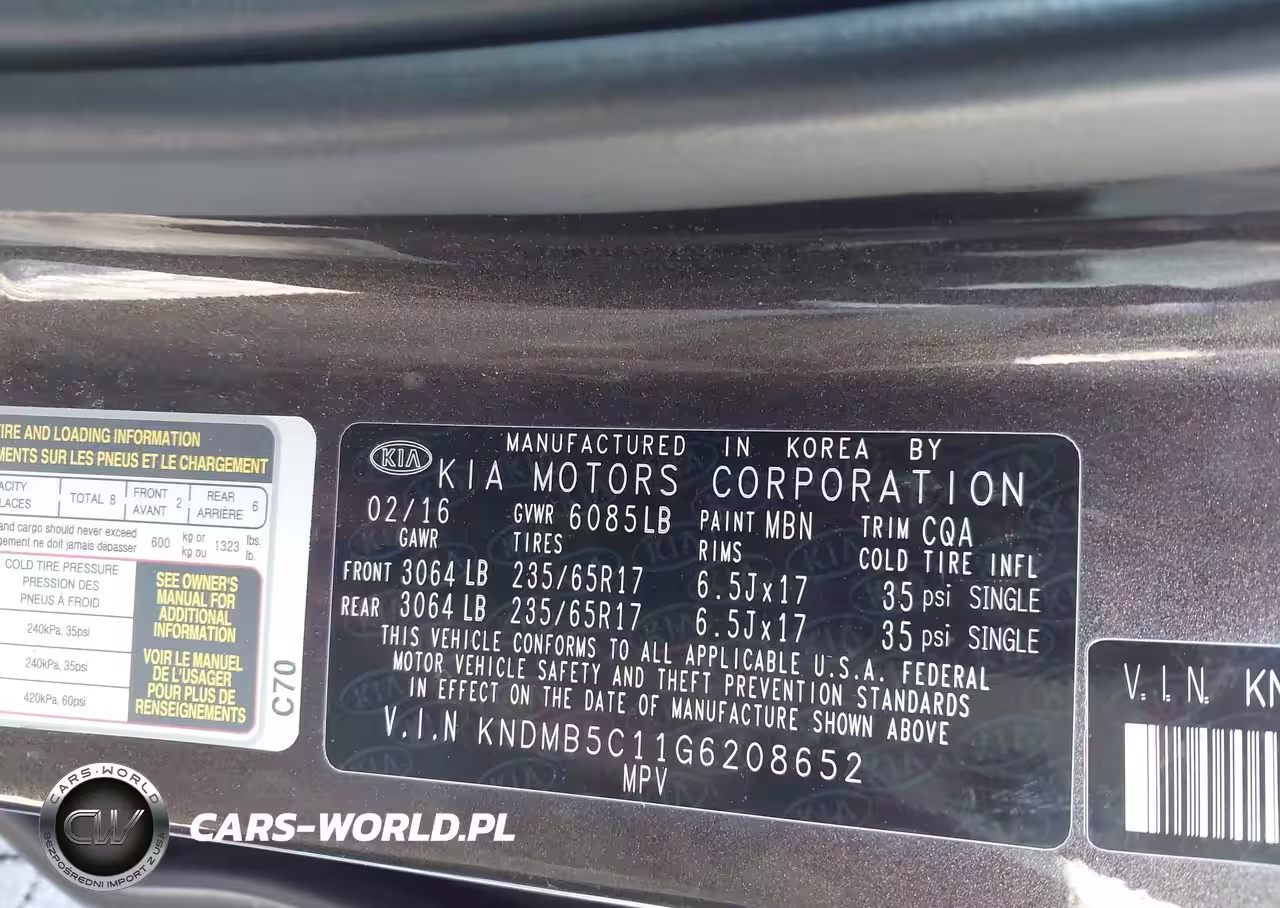 TIRE AND LOADING INFORMATION
SUR LES PNEUS ET LE CHARGEMENT
TOTAL 8
FRONT 2
AVANT
REAR 6
ARRIÈRE
and cargo should never exceed
ne doit jamais dépasser
600 kg or 1323 lbs.
kg ou lb.
COLD TIRE PRESSURE
PRESSION DES
PNEUS À FROID
240kPa, 35psi
240kPa, 35psi
420kPa, 60psi
SEE OWNER'S
MANUAL FOR
ADDITIONAL
INFORMATION
VOIR LE MANUEL
DE L'USAGER
POUR PLUS DE
RENSEIGNEMENTS
C70
KIA
MANUFACTURED IN KOREA BY
KIA MOTORS CORPORATION
02/16 GVWR 6085LB PAINT MBN TRIM CQA
GAWR TIRES RIMS COLD TIRE INFL
FRONT 3064 LB 235/65R17 6.5Jx17 35 psi SINGLE
REAR 3064 LB 235/65R17 6.5Jx17 35 psi SINGLE
THIS VEHICLE CONFORMS TO ALL APPLICABLE U.S.A. FEDERAL
MOTOR VEHICLE SAFETY AND THEFT PREVENTION STANDARDS
IN EFFECT ON THE DATE OF MANUFACTURE SHOWN ABOVE
V.I.N KNDMB5C11G6208652
MPV
V.I.N. KN
CARS-WORLD
CW
BEZPOŚREDNI IMPORT Z USA
CARS-WORLD.PL